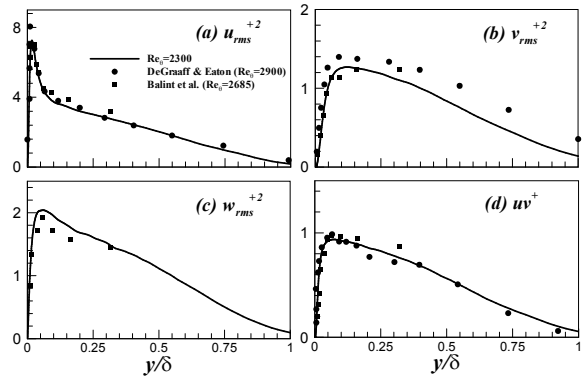 (a) u_rms^{+2}
8
4
0
Re_θ=2300
DeGraaff & Eaton (Re_θ=2900)
Balint et al. (Re_θ=2685)
(b) v_rms^{+2}
2
1
0
(c) w_rms^{+2}
2
1
0
0 0.25 0.5 0.75 1
y/δ
(d) uv^+
1
0
0 0.25 0.5 0.75 1
y/δ